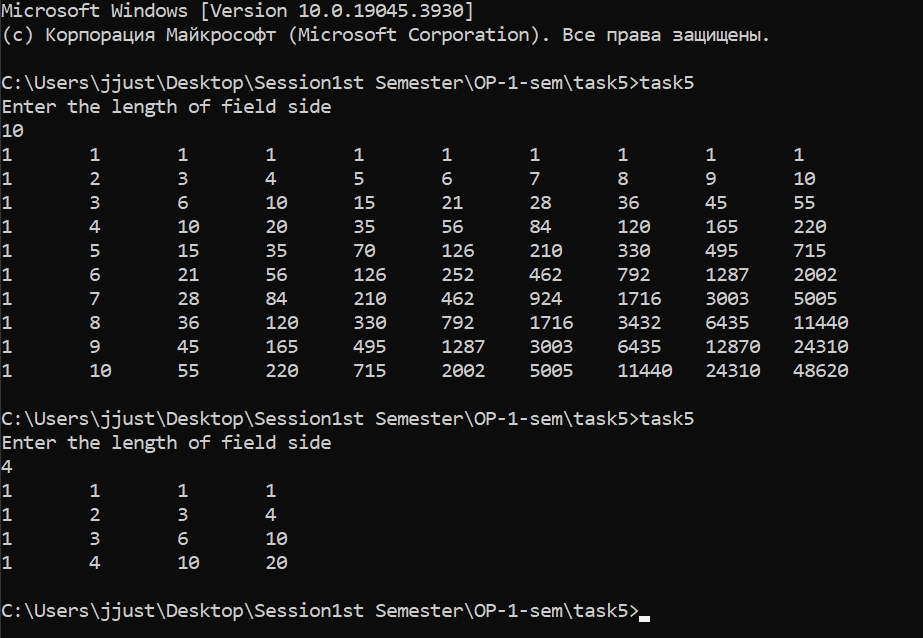 Microsoft Windows [Version 10.0.19045.3930]
(c) Корпорация Майкрософт (Microsoft Corporation). Все права защищены.
C:\Users\jjust\Desktop\Session1st Semester\OP-1-sem\task5>task5
Enter the length of field side
10
1 1 1 1 1 1 1 1 1 1
1 2 3 4 5 6 7 8 9 10
1 3 6 10 15 21 28 36 45 55
1 4 10 20 35 56 84 120 165 220
1 5 15 35 70 126 210 330 495 715
1 6 21 56 126 252 462 792 1287 2002
1 7 28 84 210 462 924 1716 3003 5005
1 8 36 120 330 792 1716 3432 6435 11440
1 9 45 165 495 1287 3003 6435 12870 24310
1 10 55 220 715 2002 5005 11440 24310 48620
C:\Users\jjust\Desktop\Session1st Semester\OP-1-sem\task5>task5
Enter the length of field side
4
1 1 1 1
1 2 3 4
1 3 6 10
1 4 10 20
C:\Users\jjust\Desktop\Session1st Semester\OP-1-sem\task5>